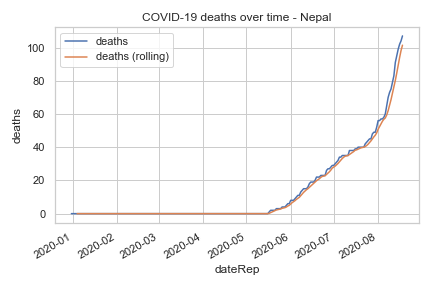 COVID-19 deaths over time - Nepal
deaths
deaths (rolling)
deaths
100
80
60
40
20
0
2020-01
2020-02
2020-03
2020-04
2020-05
2020-06
2020-07
2020-08
dateRep